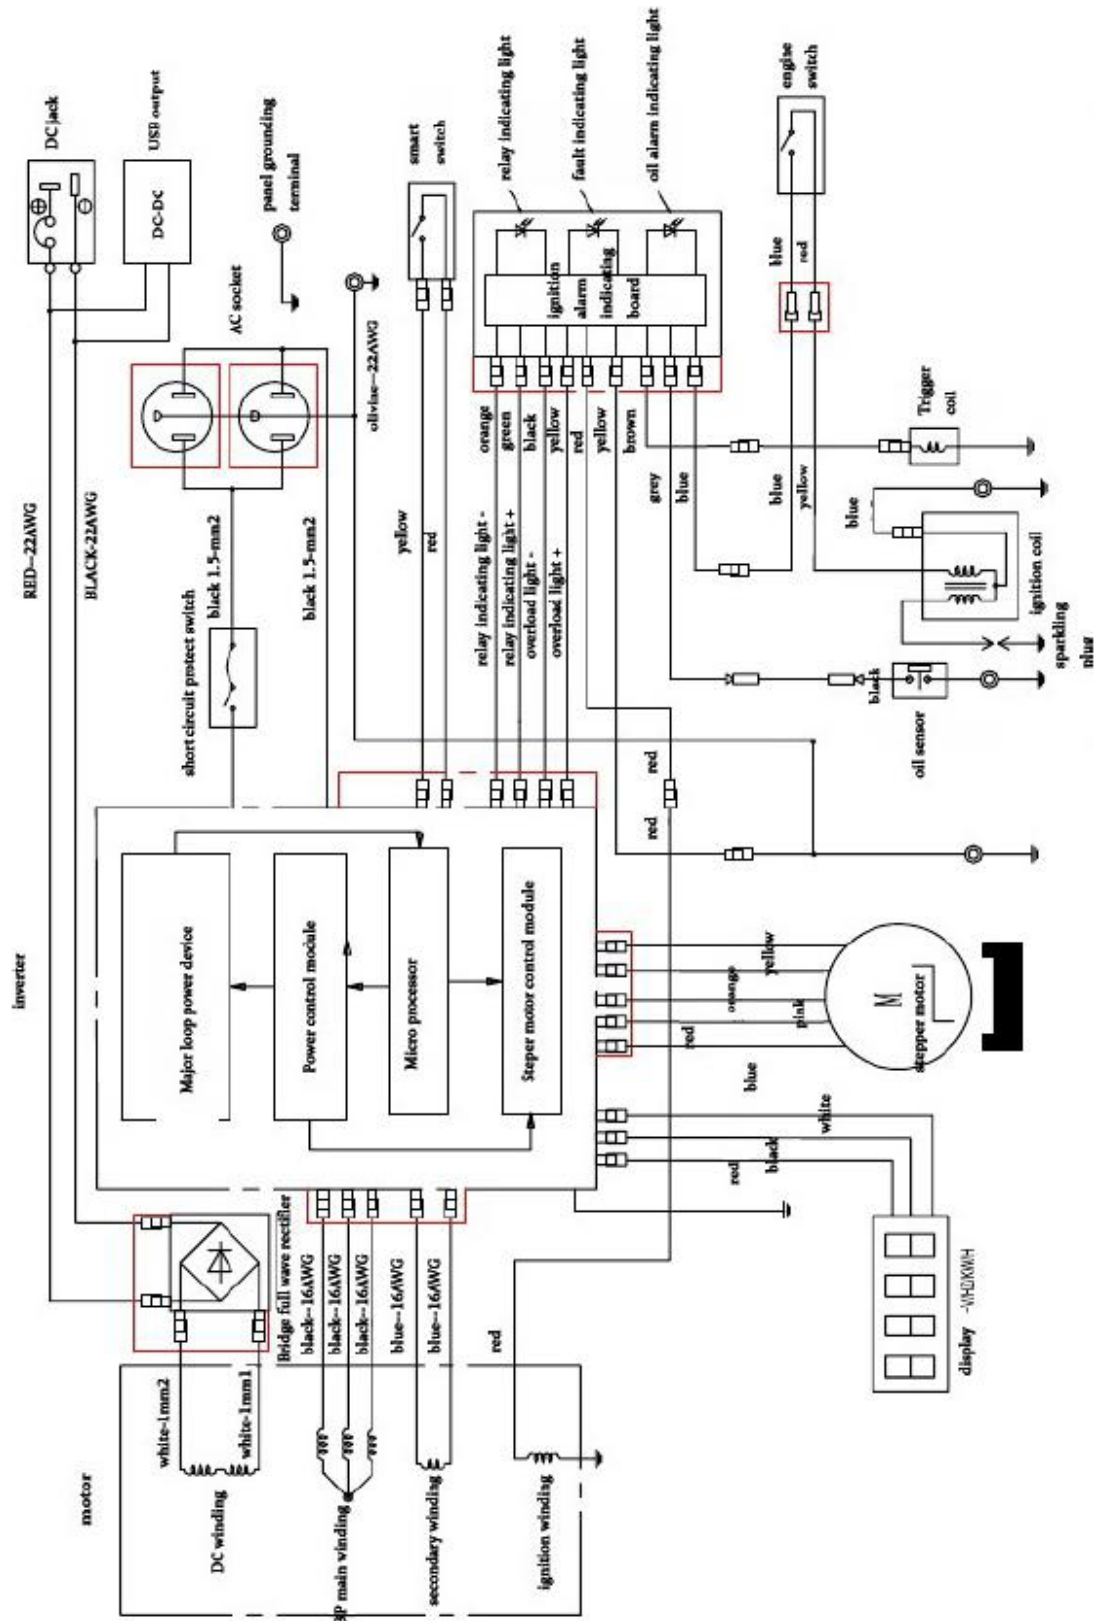 inverter
motor
DC jack
USB output
DC-DC
panel grounding
terminal
AC socket
olivine--22AWG
RED--22AWG
BLACK-22AWG
short circuit protect switch
black 1.5-mm2
black 1.5-mm2
smart
switch
yellow
red
relay indicating light
fault indicating light
oil alarm indicating light
ignition
alarm
indicating
board
orange
green
black
yellow
red
yellow
brown
grey
blue
relay indicating light -
relay indicating light +
overload light -
overload light +
engine
switch
blue
red
blue
yellow
Trigger
coil
blue
ignition coil
sparkling
plug
black
oil sensor
red
red
Major loop power device
Power control module
Micro processor
Steper motor control module
yellow
orange
pink
red
blue
M
stepper motor
white
black
red
display
Bridge full wave rectifier
black--16AWG
black--16AWG
black--16AWG
blue--16AWG
blue--16AWG
red
white-1mm2
white-1mm1
DC winding
main winding
secondary winding
ignition winding